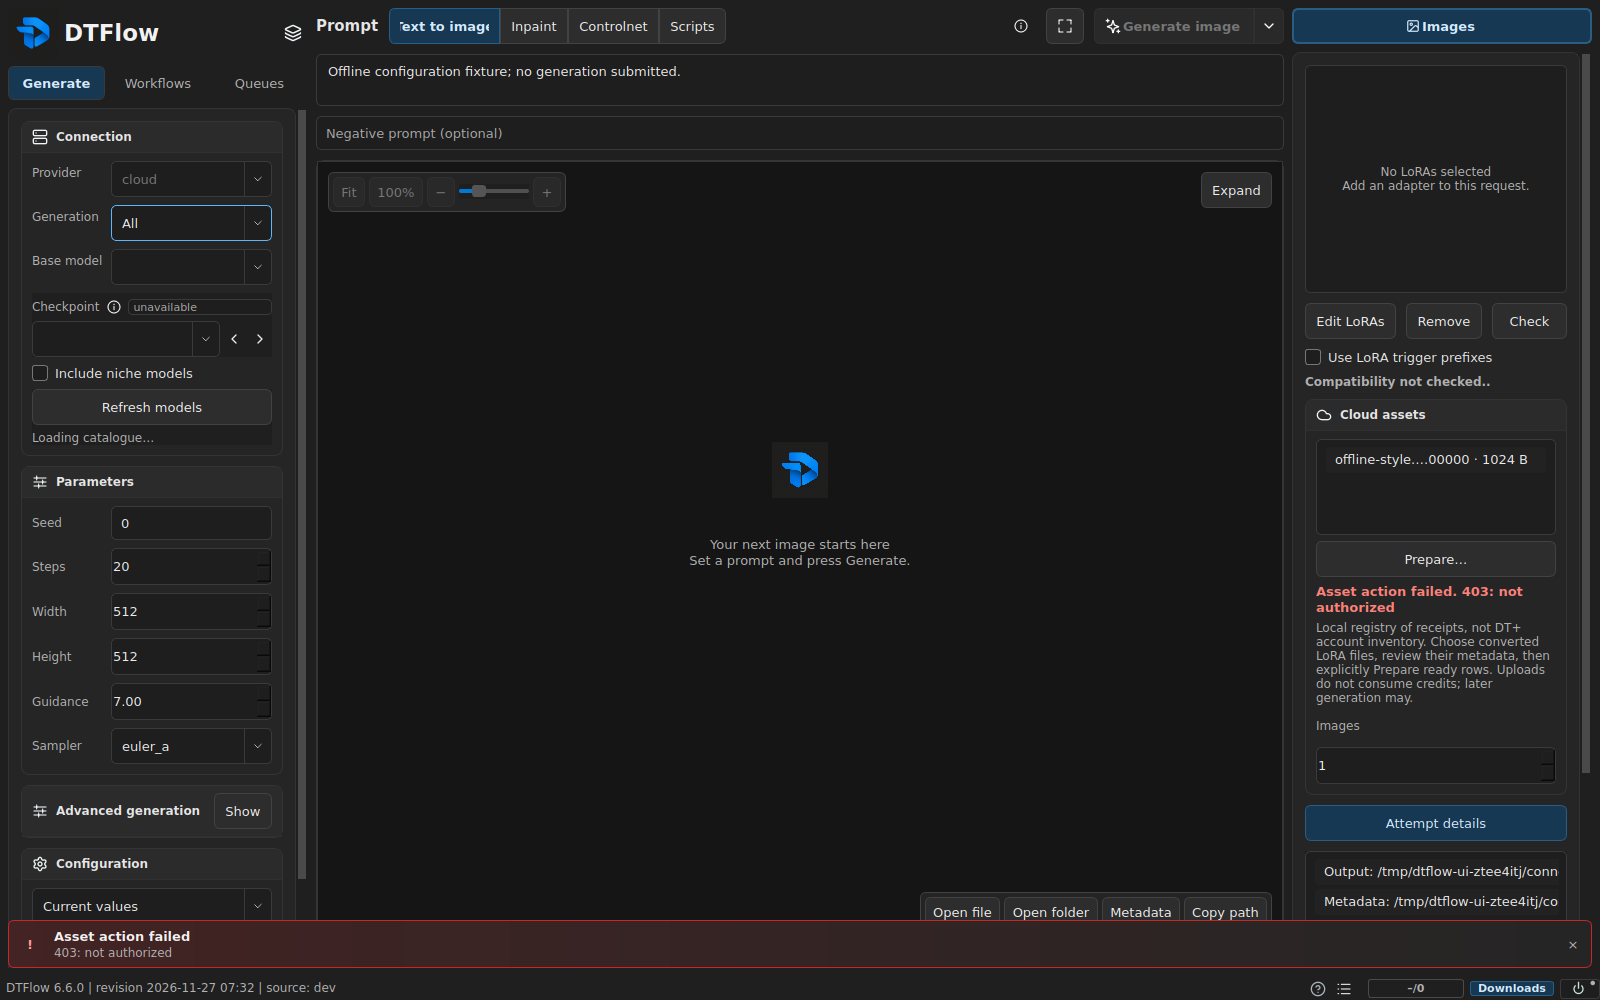 DTFlow
Generate
Workflows
Queues
Connection
Provider
cloud
Generation
All
Base model
Checkpoint
unavailable
Include niche models
Refresh models
Loading catalogue...
Parameters
Seed
0
Steps
20
Width
512
Height
512
Guidance
7.00
Sampler
euler_a
Advanced generation
Show
Configuration
Current values
Prompt
Text to image
Inpaint
Controlnet
Scripts
Generate image
Offline configuration fixture; no generation submitted.
Negative prompt (optional)
Fit
100%
Expand
Your next image starts here
Set a prompt and press Generate.
Open file
Open folder
Metadata
Copy path
Images
No LoRAs selected
Add an adapter to this request.
Edit LoRAs
Remove
Check
Use LoRA trigger prefixes
Compatibility not checked..
Cloud assets
offline-style....00000 · 1024 B
Prepare...
Asset action failed. 403: not
authorized
Local registry of receipts, not DT+
account inventory. Choose converted
LoRA files, review their metadata, then
explicitly Prepare ready rows. Uploads
do not consume credits; later
generation may.
Images
1
Attempt details
Output: /tmp/dtflow-ui-ztee4itj/conn
Metadata: /tmp/dtflow-ui-ztee4itj/co
!
Asset action failed
403: not authorized
×
DTFlow 6.6.0 | revision 2026-11-27 07:32 | source: dev
–/0
Downloads